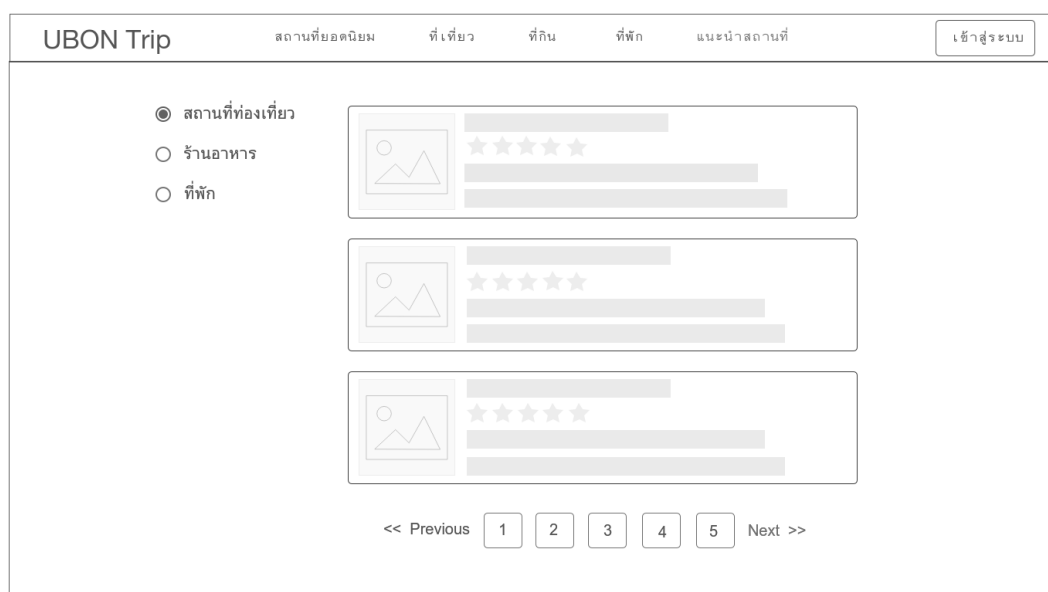 UBON Trip สถานที่ยอดนิยม ที่เที่ยว ที่กิน ที่พัก แนะนำสถานที่ เข้าสู่ระบบ
สถานที่ท่องเที่ยว
ร้านอาหาร
ที่พัก
<< Previous 1 2 3 4 5 Next >>